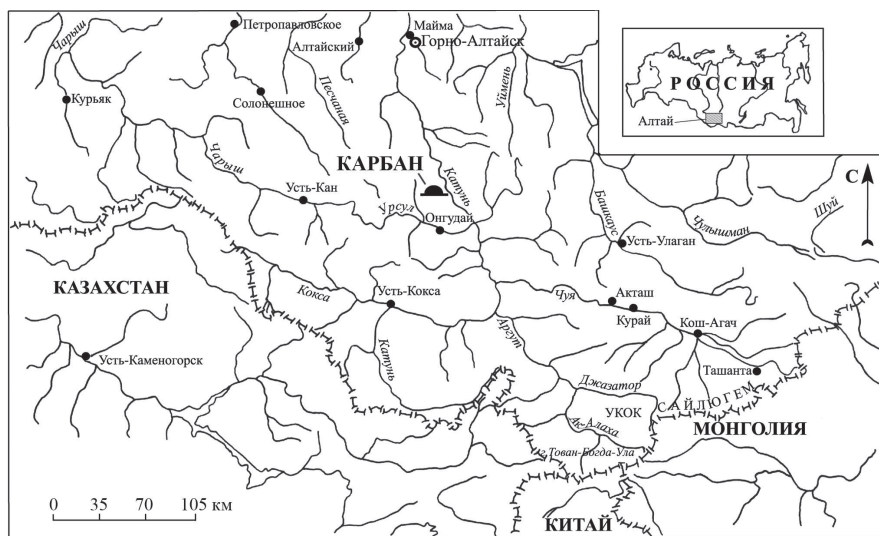 Чарыш
Петропавловское
Алтайский
Майма
Горно-Алтайск
РОССИЯ
Алтай
Курьяк
Солонешное
Песчаная
Уймень
Чарыш
КАРБАН
Катунь
Усть-Кан
Урсул
Онгудай
Башкаус
Усть-Улаган
Чулышман
Шуй
С
КАЗАХСТАН
Кокса
Усть-Кокса
Чуя
Акташ
Курай
Кош-Агач
Усть-Каменогорск
Катунь
Аргут
Джазатор
Ташанта
САЙЛЮГЕМ
УКОК
Ак-Алаха
МОНГОЛИЯ
г. Тован-Богда-Ула
КИТАЙ
0 35 70 105 км